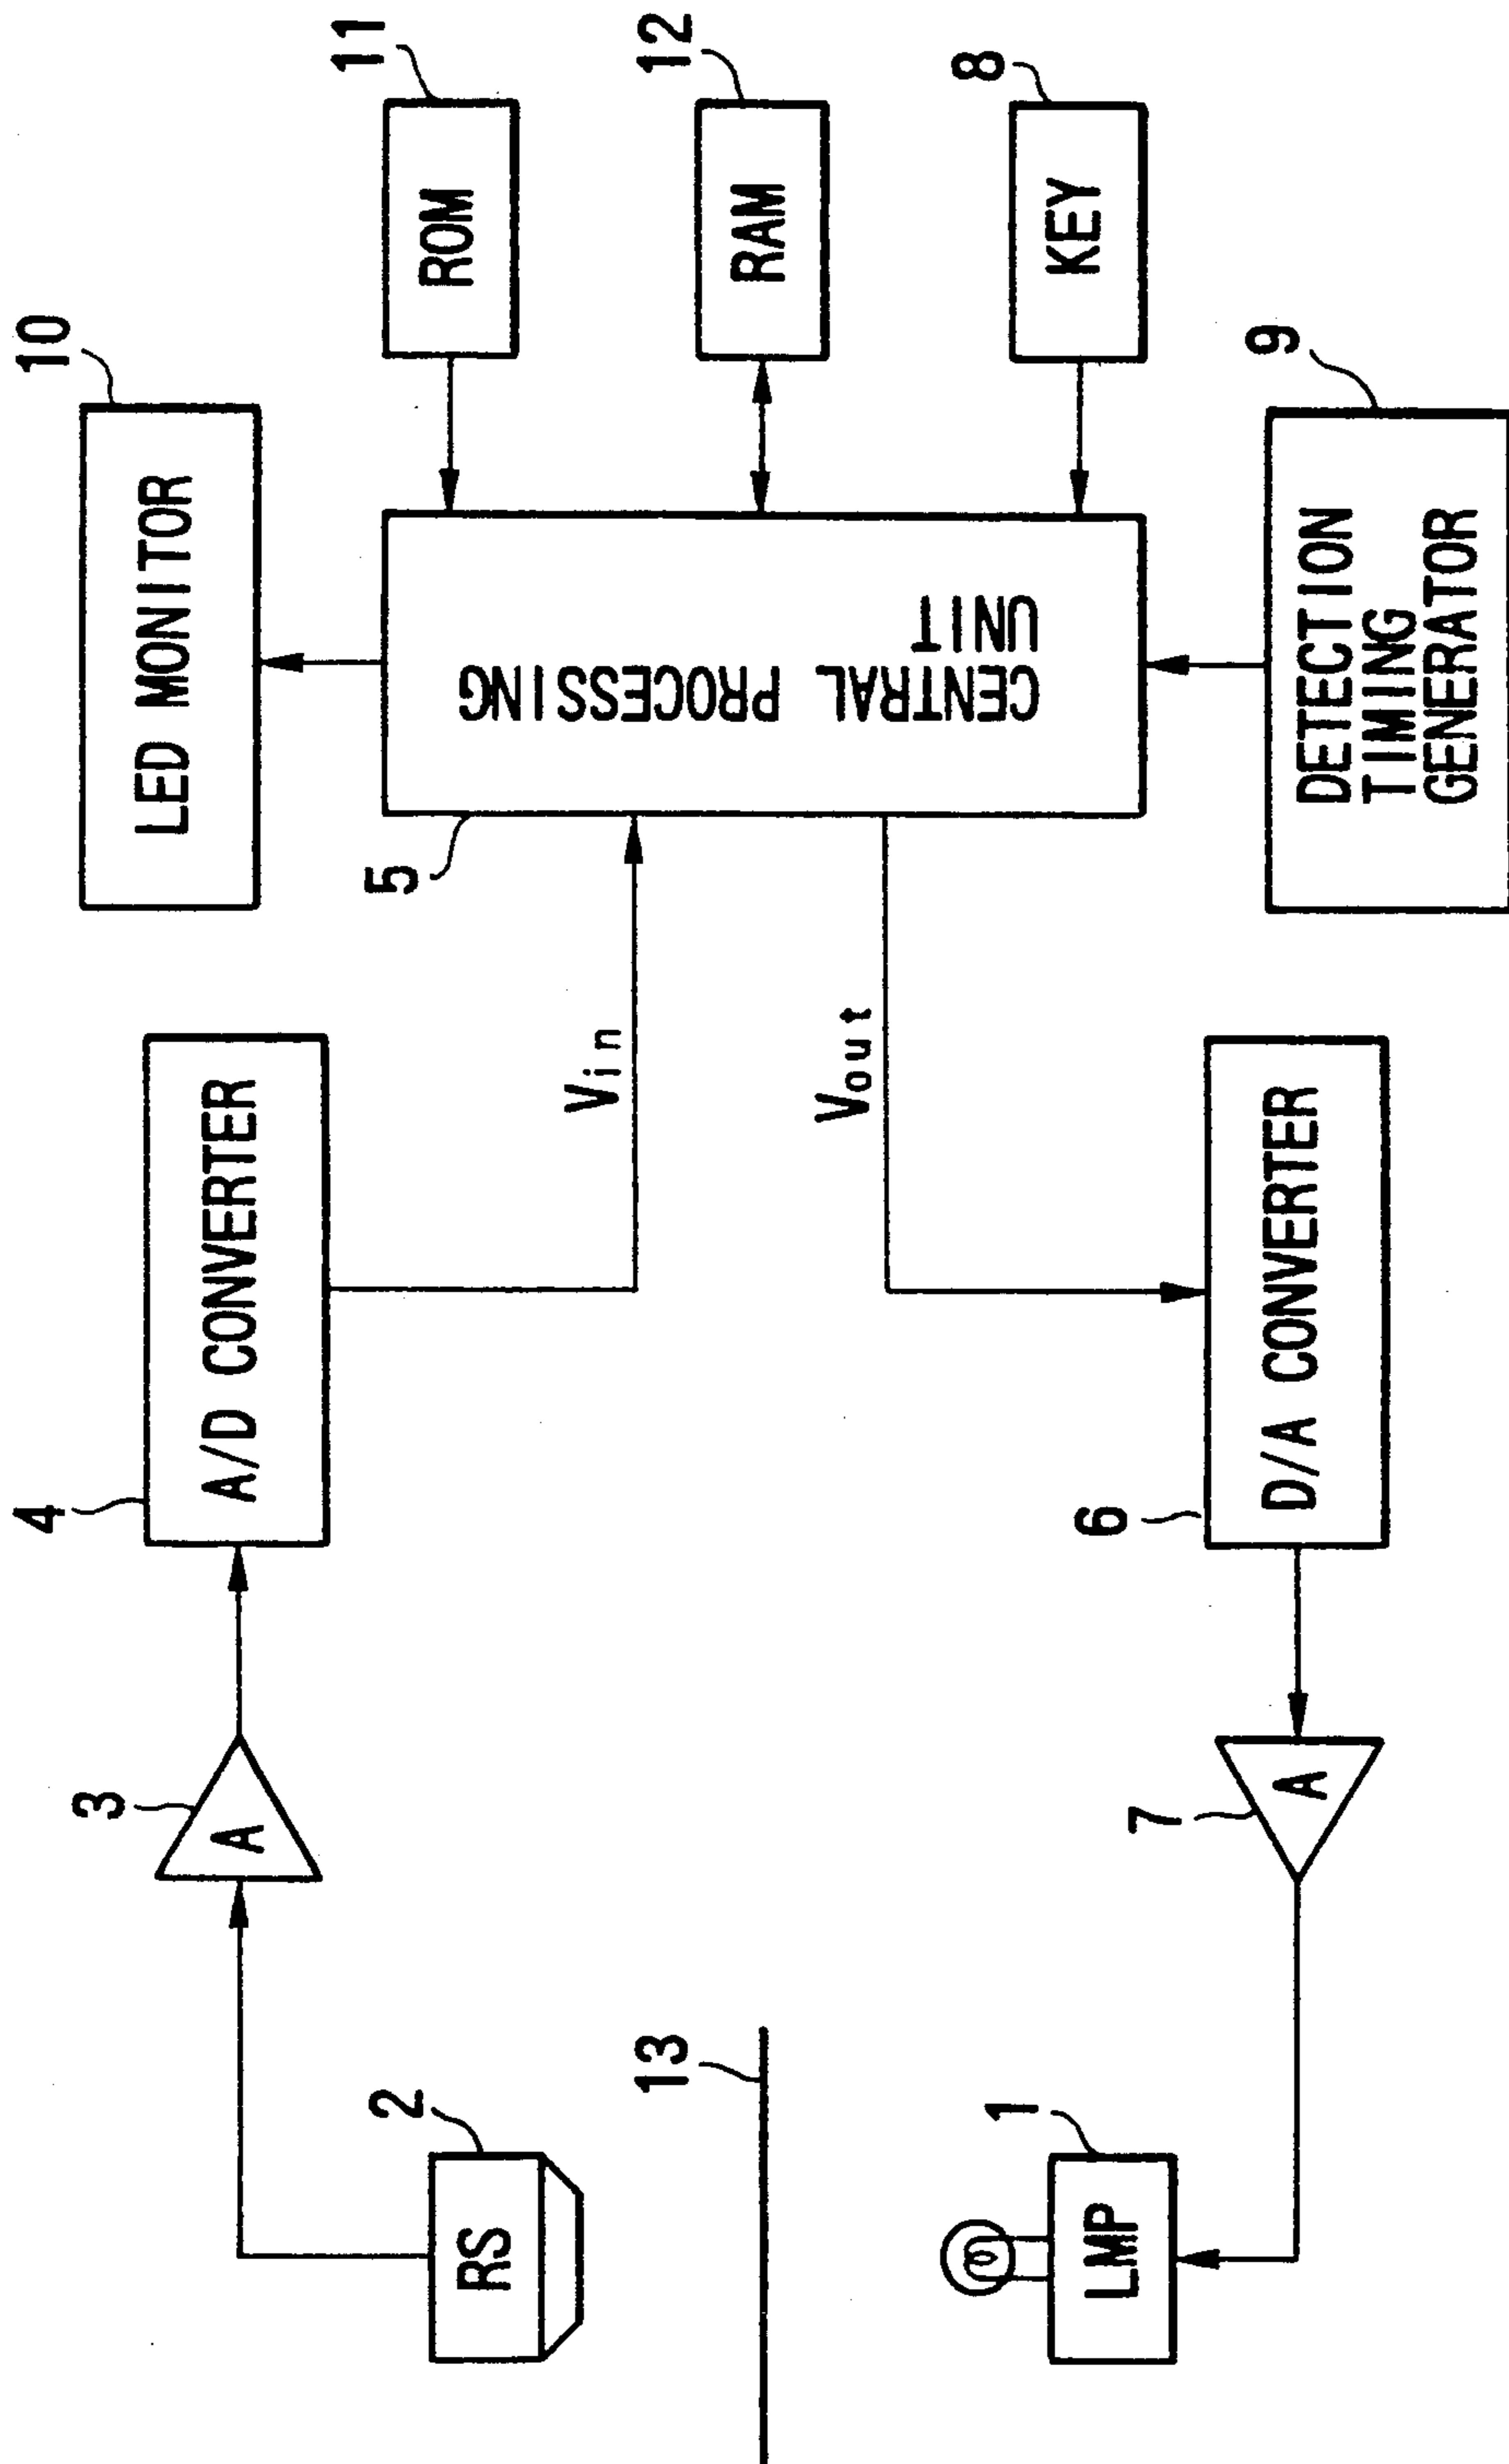 10
LED MONITOR
11
ROM
12
RAM
8
KEY
5
CENTRAL PROCESSING
UNIT
9
DETECTION
TIMING
GENERATOR
4
A/D CONVERTER
Vin
Vout
6
D/A CONVERTER
3
A
7
A
2
RS
13
1
LMP